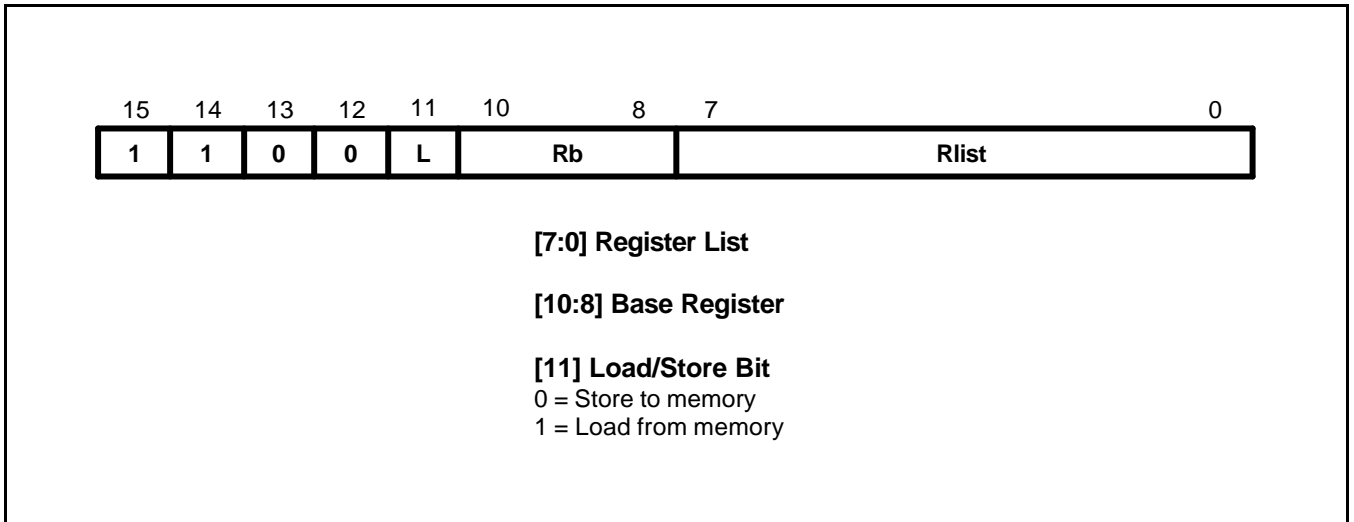 15 14 13 12 11 10 8 7 0
1 1 0 0 L Rb Rlist
[7:0] Register List
[10:8] Base Register
[11] Load/Store Bit
0 = Store to memory
1 = Load from memory